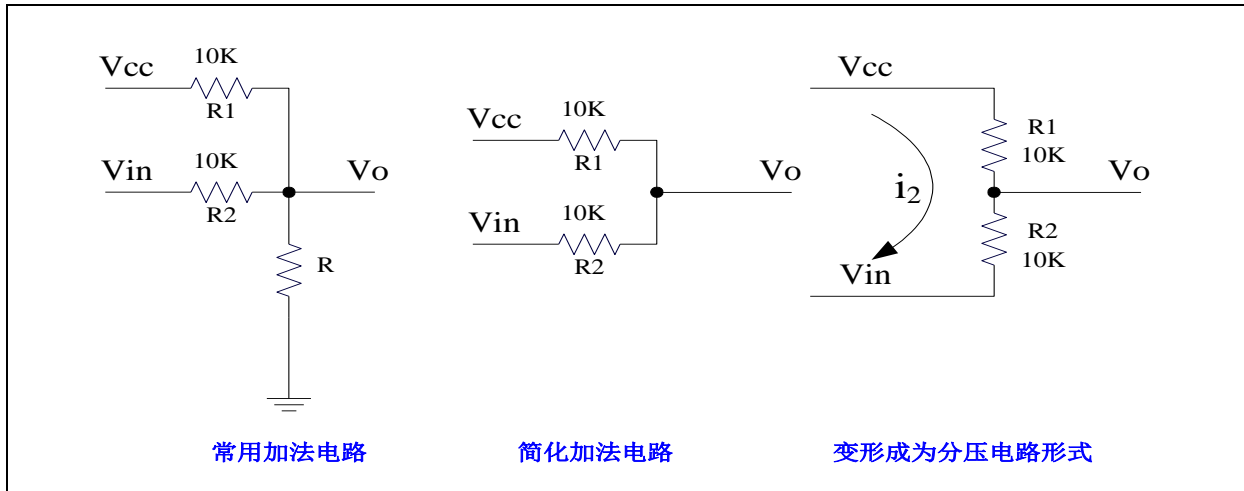 10K
Vcc
R1
10K
Vin
Vo
R2
R
常用加法电路
10K
Vcc
R1
Vo
10K
Vin
R2
简化加法电路
Vcc
R1
10K
Vo
i2
R2
10K
Vin
变形成为分压电路形式